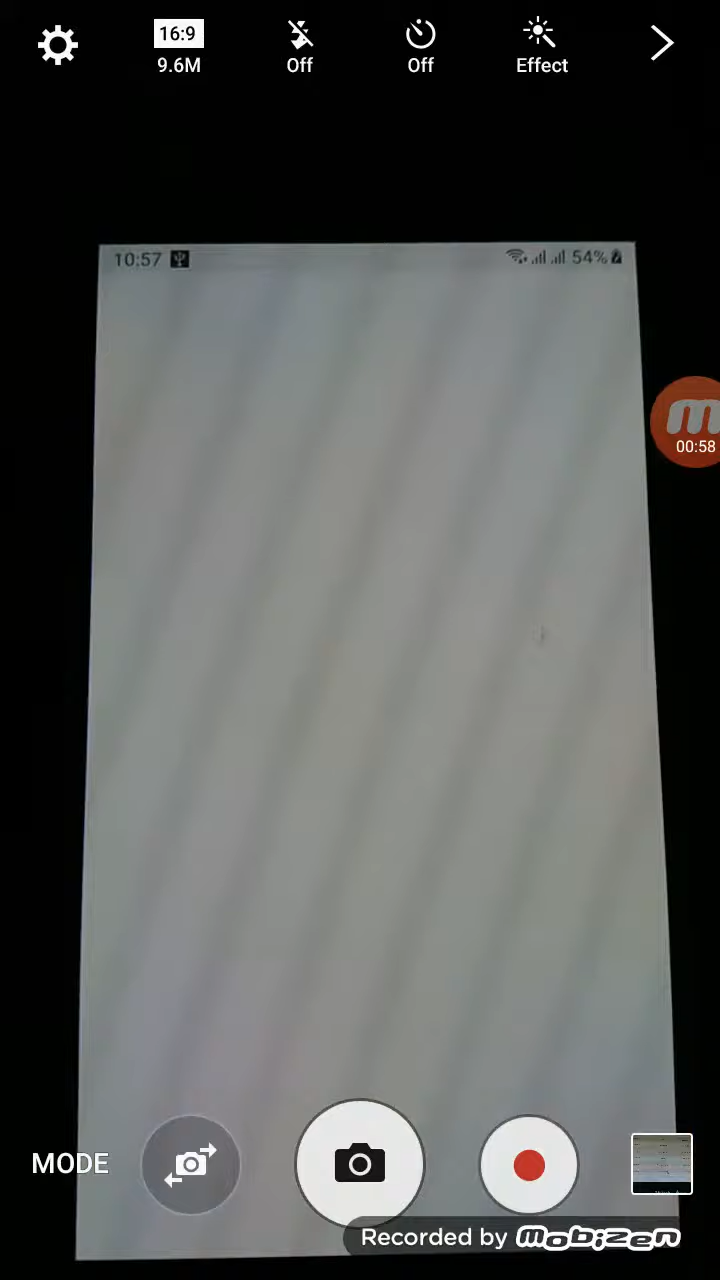 16:9
9.6M
Off
Off
Effect
10:57
54%
00:58
MODE
Recorded by mobizen